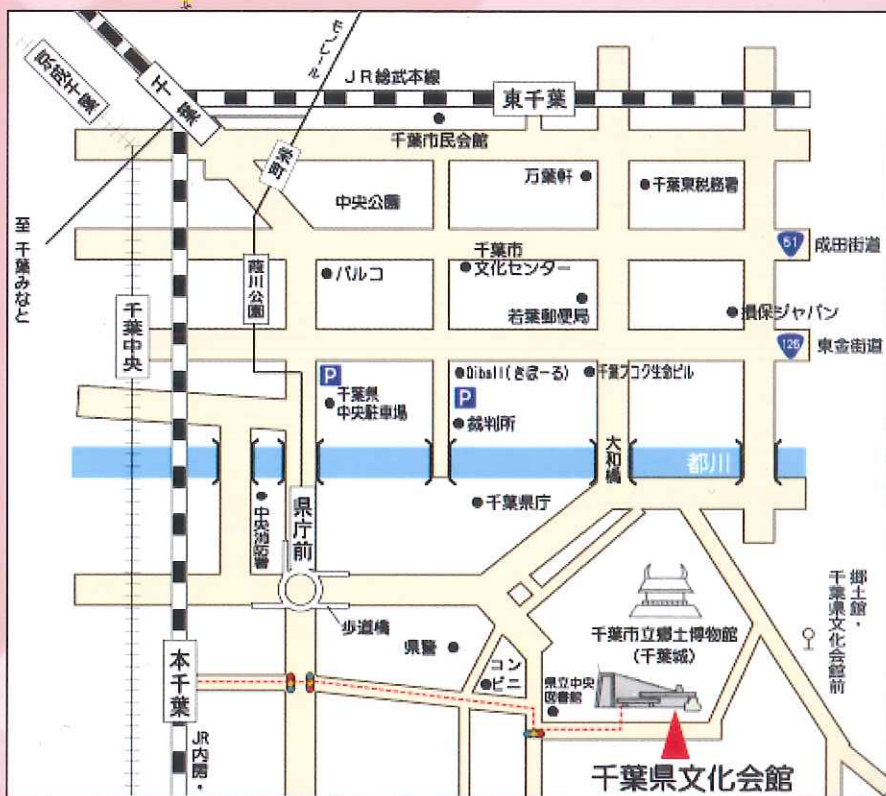 モノレール
JR総武本線
京成千葉
千葉
東千葉
千葉市民会館
栄町
万葉軒
千葉東税務署
中央公園
至 千葉みなと
51 成田街道
千葉市
文化センター
葭川公園
パルコ
千葉中央
若葉郵便局
損保ジャパン
126 東金街道
P
千葉県
中央駐車場
Qiball(きぼーる)
千葉フコク生命ビル
P
裁判所
大和橋
都川
千葉県庁
中央消防署
県庁前
歩道橋
郷土館・
千葉県文化会館前
千葉市立郷土博物館
(千葉城)
県警
コン
ビニ
県立中央
図書館
本千葉
JR内房・
千葉県文化会館